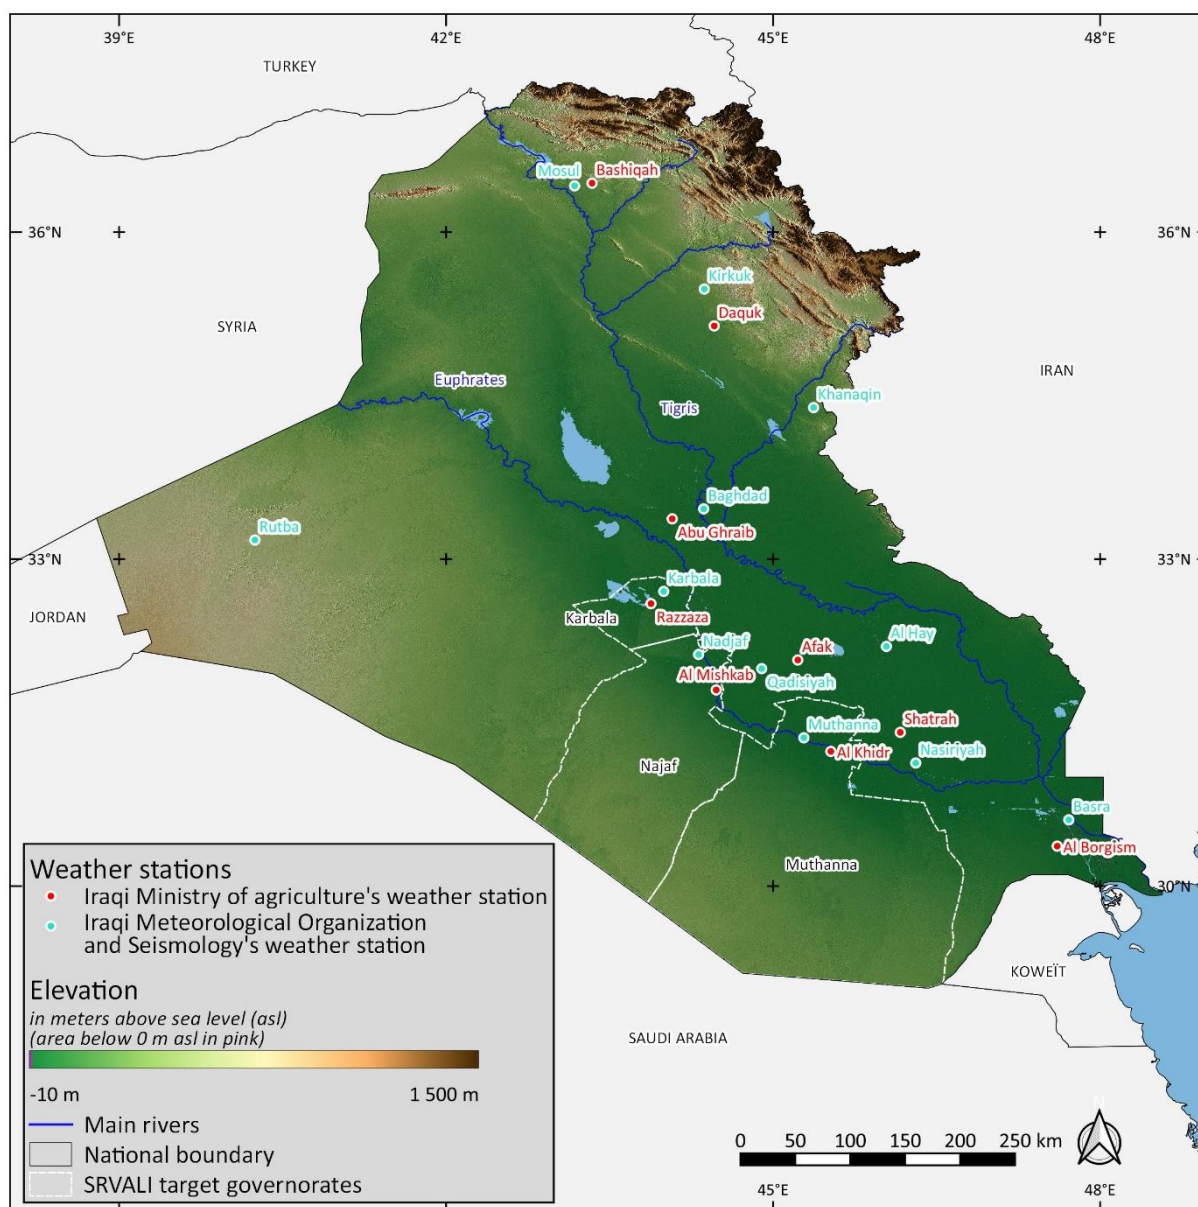 39°E
42°E
45°E
48°E
TURKEY
Mosul
Bashiqah
36°N
36°N
Kirkuk
Daquk
SYRIA
IRAN
Euphrates
Tigris
Khanaqin
Baghdad
Rutba
Abu Ghraib
33°N
33°N
Karbala
JORDAN
Karbala
Razzaza
Nadjaf
Afak
Al Hay
Al Mishkab
Qadisiyah
Muthanna
Shatrah
Al Khidr
Nasiriyah
Najaf
Basra
Al Borgism
Muthanna
30°N
KOWEÏT
SAUDI ARABIA
Weather stations
Iraqi Ministry of agriculture's weather station
Iraqi Meteorological Organization
and Seismology's weather station
Elevation
in meters above sea level (asl)
(area below 0 m asl in pink)
-10 m
1 500 m
Main rivers
National boundary
SRVALI target governorates
N
0
50
100
150
200
250 km
45°E
48°E